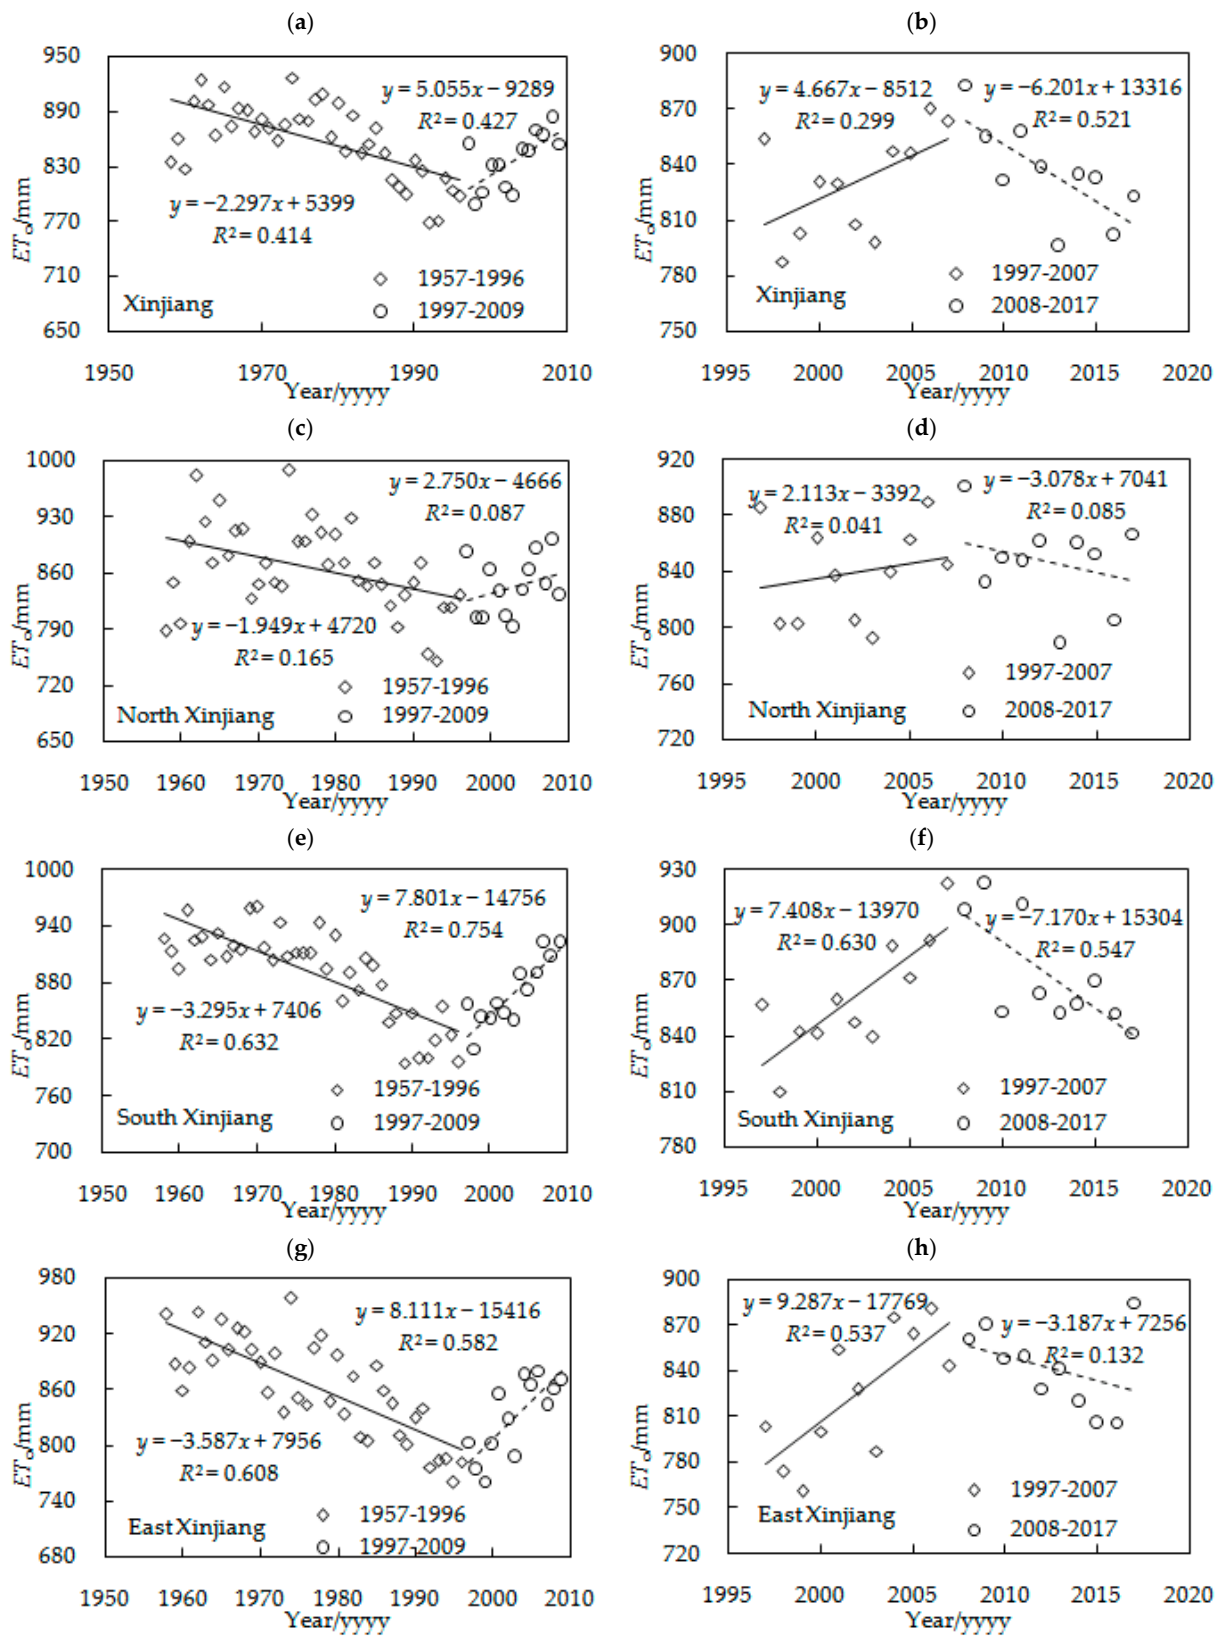 (a)
950
890
830
770
710
650
ETo/mm
y = 5.055x − 9289
R² = 0.427
y = −2.297x + 5399
R² = 0.414
1957-1996
1997-2009
Xinjiang
1950 1970 1990 2010
Year/yyyy
(b)
900
870
840
810
780
750
ETo/mm
y = 4.667x − 8512
R² = 0.299
y = −6.201x + 13316
R² = 0.521
1997-2007
2008-2017
Xinjiang
1995 2000 2005 2010 2015 2020
Year/yyyy
(c)
1000
930
860
790
720
650
ETo/mm
y = 2.750x − 4666
R² = 0.087
y = −1.949x + 4720
R² = 0.165
1957-1996
1997-2009
North Xinjiang
1950 1960 1970 1980 1990 2000 2010
Year/yyyy
(d)
920
880
840
800
760
720
ETo/mm
y = 2.113x − 3392
R² = 0.041
y = −3.078x + 7041
R² = 0.085
1997-2007
2008-2017
North Xinjiang
1995 2000 2005 2010 2015 2020
Year/yyyy
(e)
1000
940
880
820
760
700
ETo/mm
y = 7.801x − 14756
R² = 0.754
y = −3.295x + 7406
R² = 0.632
1957-1996
1997-2009
South Xinjiang
1950 1960 1970 1980 1990 2000 2010
Year/yyyy
(f)
930
900
870
840
810
780
ETo/mm
y = 7.408x − 13970
R² = 0.630
y = −7.170x + 15304
R² = 0.547
1997-2007
2008-2017
South Xinjiang
1995 2000 2005 2010 2015 2020
Year/yyyy
(g)
980
920
860
800
740
680
ETo/mm
y = 8.111x − 15416
R² = 0.582
y = −3.587x + 7956
R² = 0.608
1957-1996
1997-2009
East Xinjiang
1950 1960 1970 1980 1990 2000 2010
Year/yyyy
(h)
900
870
840
810
780
750
720
ETo/mm
y = 9.287x − 17769
R² = 0.537
y = −3.187x + 7256
R² = 0.132
1997-2007
2008-2017
East Xinjiang
1995 2000 2005 2010 2015 2020
Year/yyyy